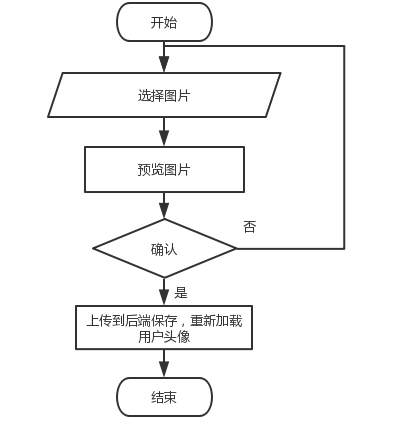 开始
选择图片
预览图片
否
确认
是
上传到后端保存，重新加载
用户头像
结束